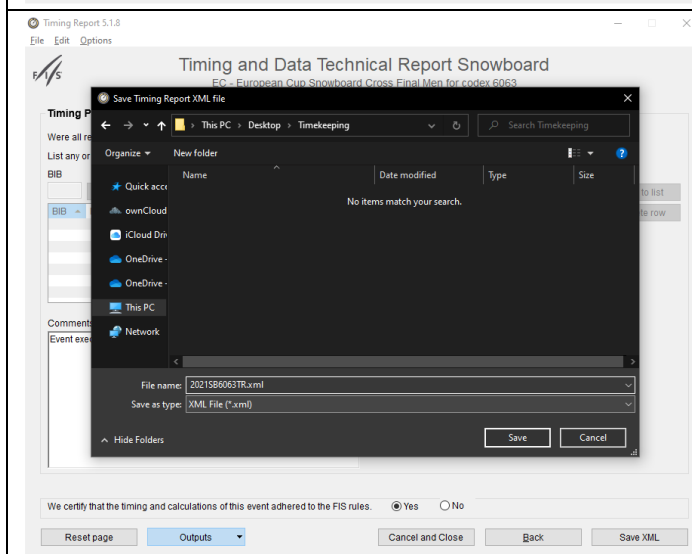 Timing Report 5.1.8
File Edit Options
FIS
Timing and Data Technical Report Snowboard
EC - European Cup Snowboard Cross Final Men for codex 6063
Save Timing Report XML file
This PC > Desktop > Timekeeping
Search Timekeeping
Organize
New folder
Name
Date modified
Type
Size
No items match your search.
Quick acce
ownCloud
iCloud Driv
OneDrive -
OneDrive -
This PC
Network
File name: 2021SB6063TR.xml
Save as type: XML File (*.xml)
Hide Folders
Save
Cancel
Timing P
Were all re
List any or
BIB
BIB
to list
te row
Comment
Event exe
We certify that the timing and calculations of this event adhered to the FIS rules.
Yes
No
Reset page
Outputs
Cancel and Close
Back
Save XML